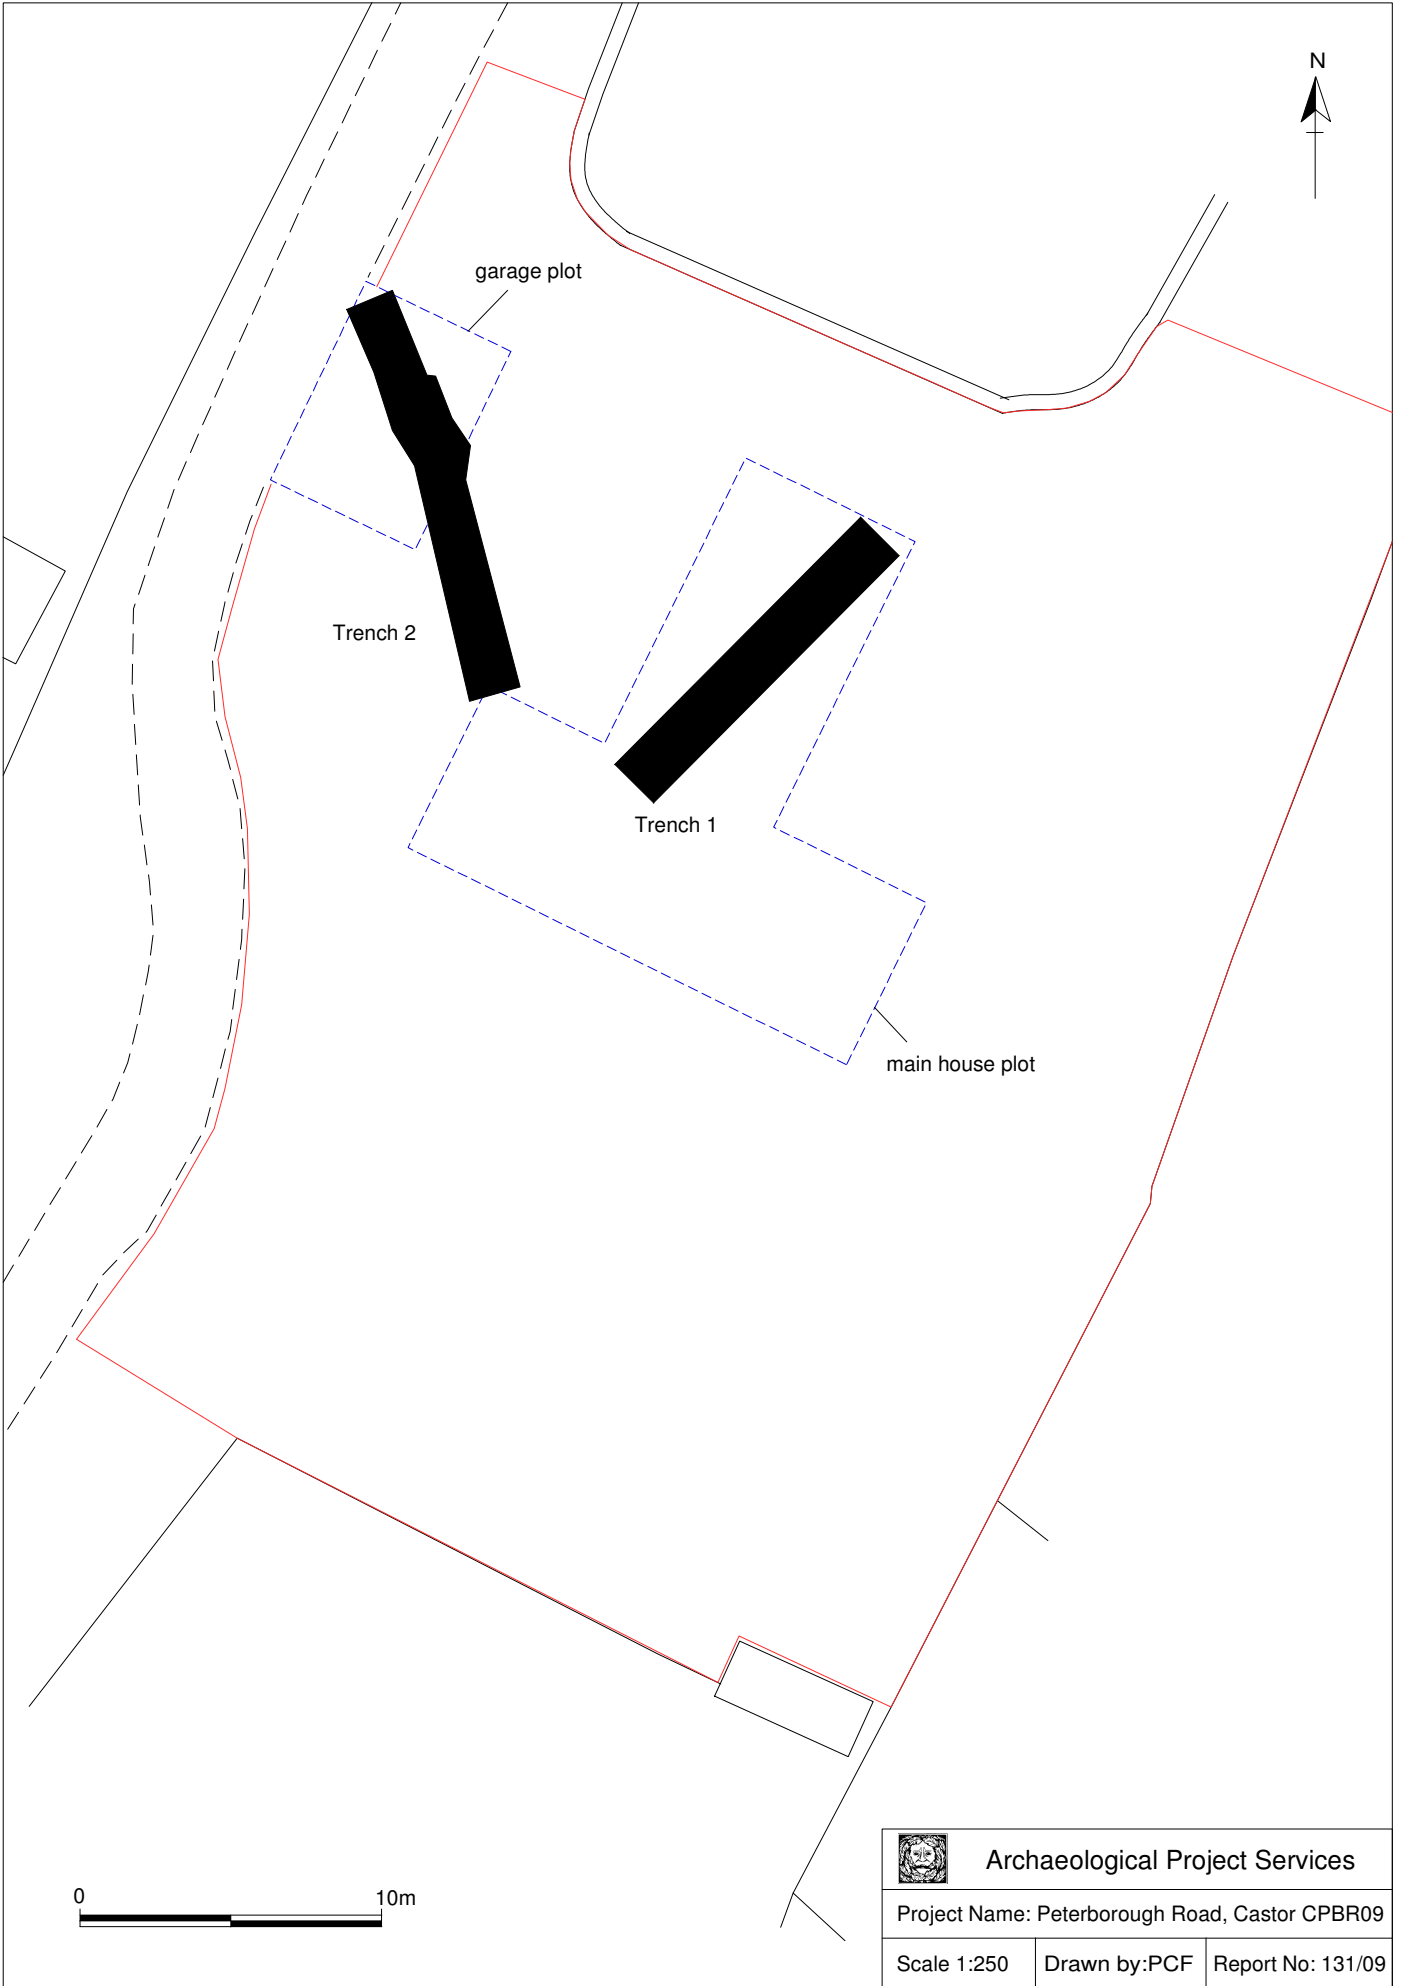 N
garage plot
Trench 2
Trench 1
main house plot
0 10m
Archaeological Project Services
Project Name: Peterborough Road, Castor CPBR09
Scale 1:250 Drawn by:PCF Report No: 131/09